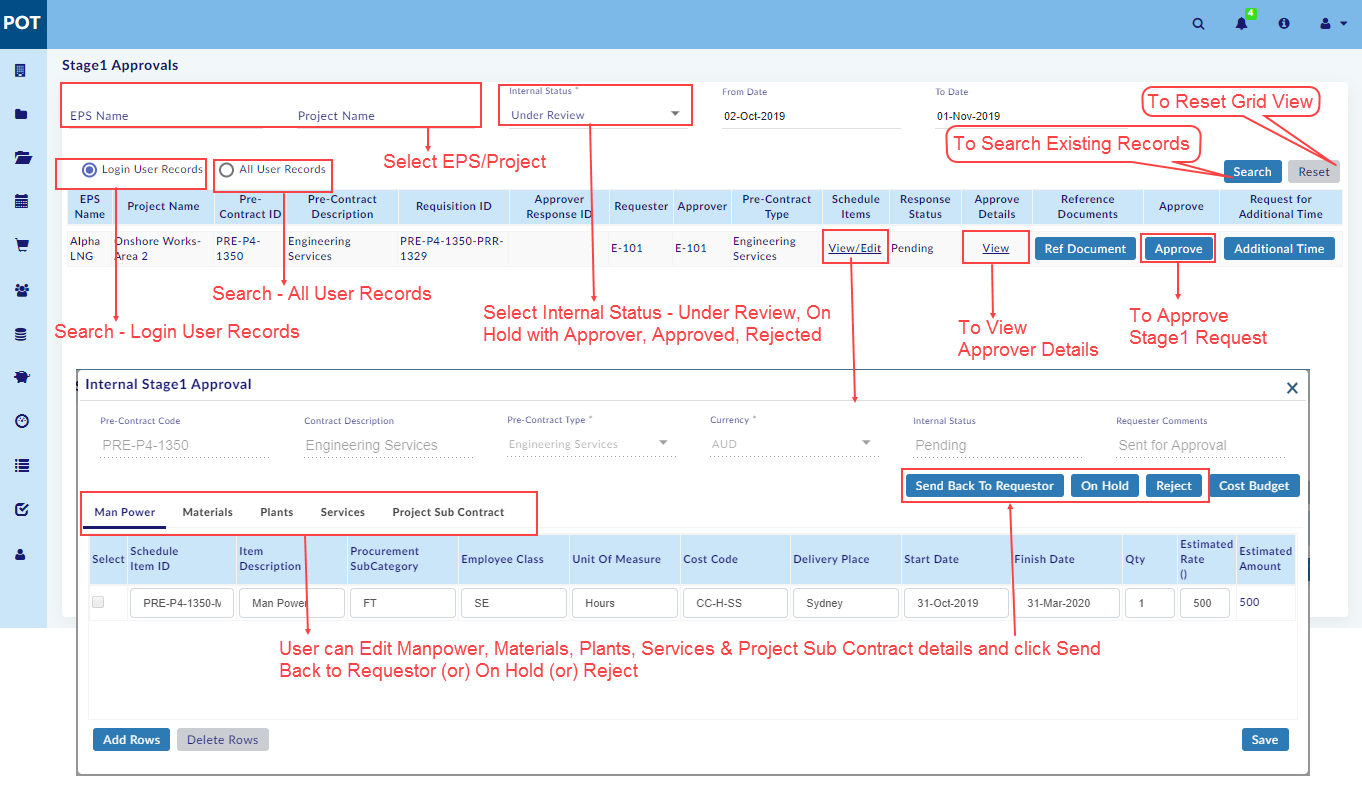 POT
4
Stage1 Approvals
EPS Name
Project Name
Internal Status *
Under Review
From Date
02-Oct-2019
To Date
01-Nov-2019
To Reset Grid View
To Search Existing Records
Select EPS/Project
Login User Records
All User Records
Search
Reset
EPS Name
Project Name
Pre-Contract ID
Pre-Contract Description
Requisition ID
Approver Response ID
Requester
Approver
Pre-Contract Type
Schedule Items
Response Status
Approve Details
Reference Documents
Approve
Request for Additional Time
Alpha LNG
Onshore Works-Area 2
PRE-P4-1350
Engineering Services
PRE-P4-1350-PRR-1329
E-101
E-101
Engineering Services
View/Edit
Pending
View
Ref Document
Approve
Additional Time
Search - All User Records
Search - Login User Records
Select Internal Status - Under Review, On
Hold with Approver, Approved, Rejected
To View
Approver Details
To Approve
Stage1 Request
Internal Stage1 Approval
Pre-Contract Code
PRE-P4-1350
Contract Description
Engineering Services
Pre-Contract Type *
Engineering Services
Currency *
AUD
Internal Status
Pending
Requester Comments
Sent for Approval
Send Back To Requestor
On Hold
Reject
Cost Budget
Man Power
Materials
Plants
Services
Project Sub Contract
Select
Schedule Item ID
Item Description
Procurement SubCategory
Employee Class
Unit Of Measure
Cost Code
Delivery Place
Start Date
Finish Date
Qty
Estimated Rate ()
Estimated Amount
PRE-P4-1350-M
Man Power
FT
SE
Hours
CC-H-SS
Sydney
31-Oct-2019
31-Mar-2020
1
500
500
User can Edit Manpower, Materials, Plants, Services & Project Sub Contract details and click Send
Back to Requestor (or) On Hold (or) Reject
Add Rows
Delete Rows
Save